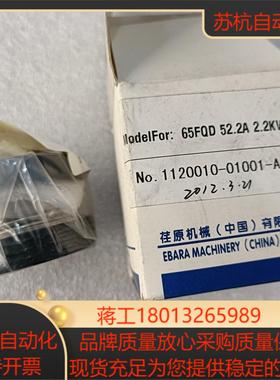 苏杭自动
ModelFor: 65FQD 52.2A 2.2KW
No. 1120010-01001-A
2012.3.21
荏原机械（中国）有限
EBARA MACHINERY (CHINA)
蒋工18013265989
自动化
品牌质量放心采购质量保
开票
现货充足为您提供稳定的